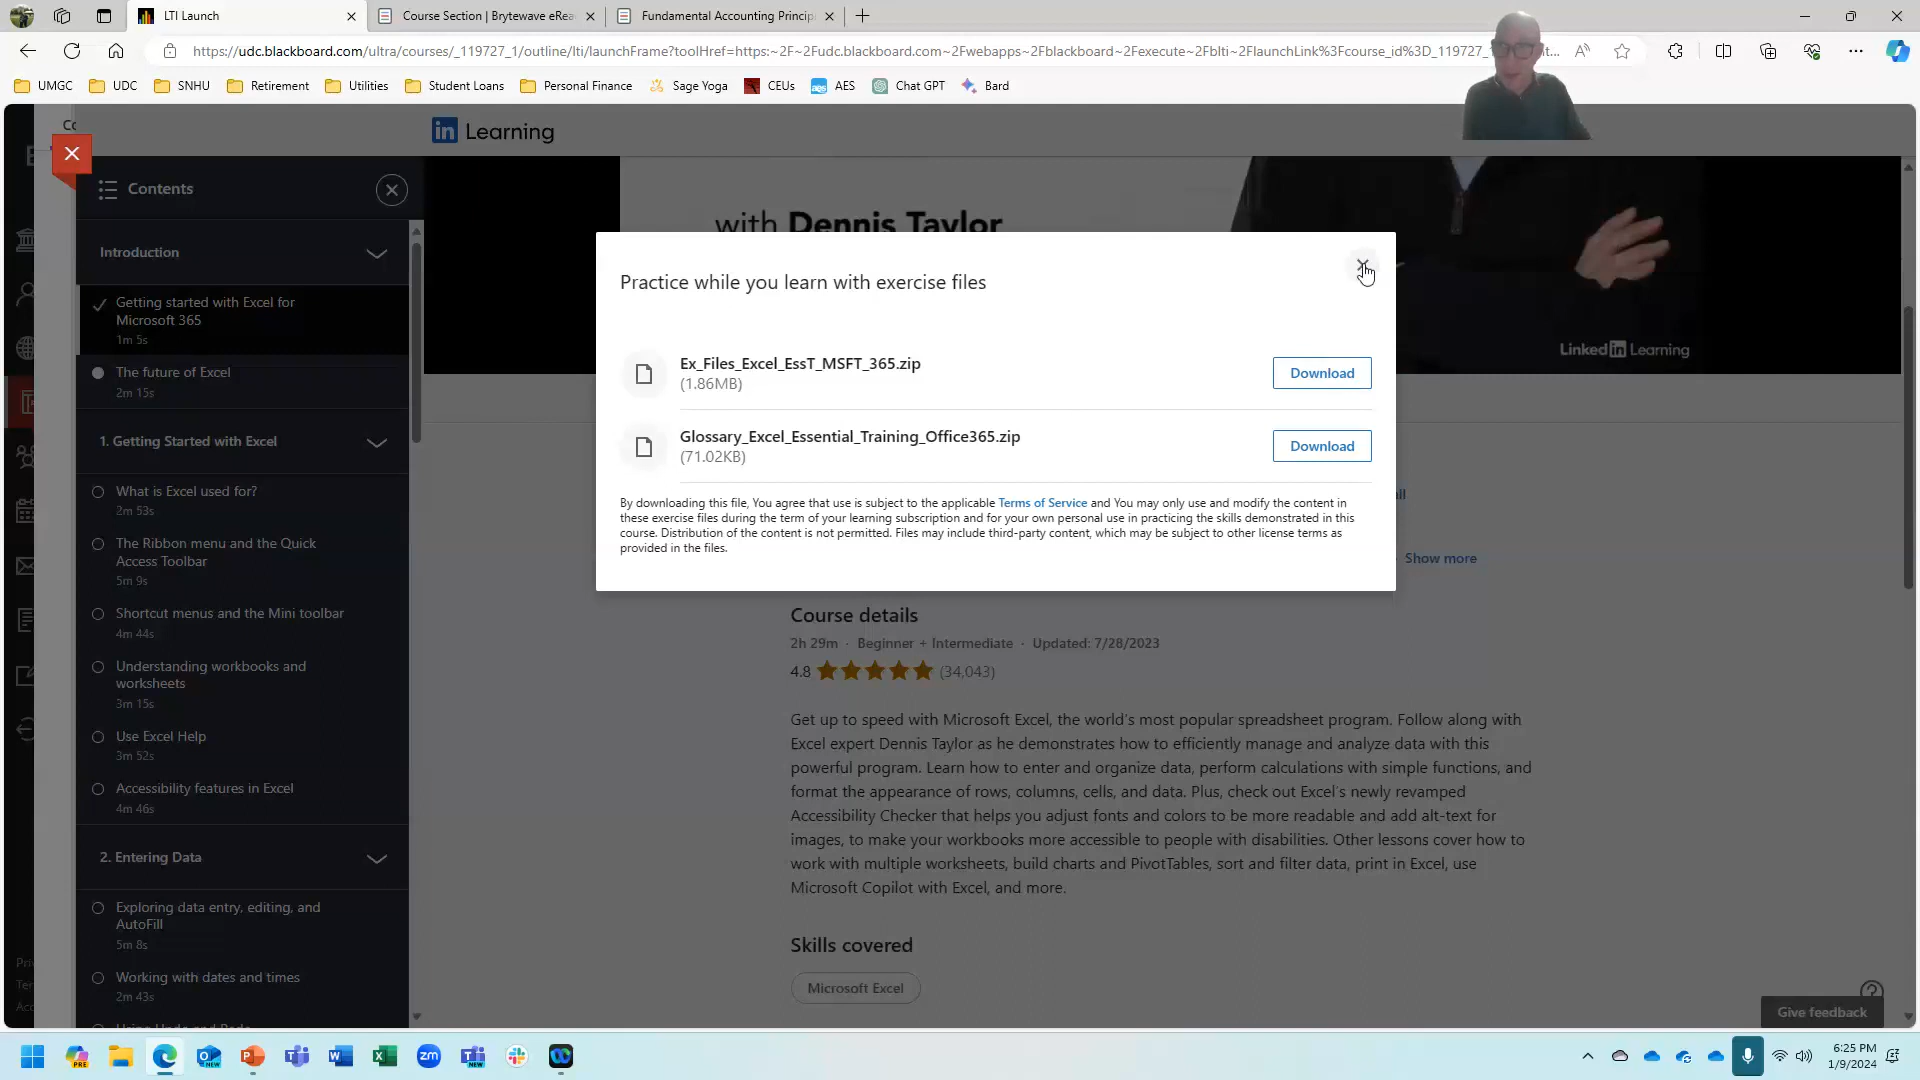 LTI Launch
Course Section | Brytewave eRea
Fundamental Accounting Princip
https://udc.blackboard.com/ultra/courses/_119727_1/outline/lti/launchFrame?toolHref=https:~2F~2Fudc.blackboard.com~2Fwebapps~2Fblackboard~2Fexecute~2Fblti~2FlaunchLink%3Fcourse_id%3D_119727_
UMGC
UDC
SNHU
Retirement
Utilities
Student Loans
Personal Finance
Sage Yoga
CEUs
AES
Chat GPT
Bard
in Learning
Contents
Introduction
Getting started with Excel for
Microsoft 365
1m 5s
The future of Excel
2m 15s
1. Getting Started with Excel
What is Excel used for?
2m 53s
The Ribbon menu and the Quick
Access Toolbar
5m 9s
Shortcut menus and the Mini toolbar
4m 44s
Understanding workbooks and
worksheets
3m 15s
Use Excel Help
3m 52s
Accessibility features in Excel
4m 46s
2. Entering Data
Exploring data entry, editing, and
AutoFill
5m 8s
Working with dates and times
2m 43s
with Dennis Taylor
Linked in Learning
Practice while you learn with exercise files
Ex_Files_Excel_EssT_MSFT_365.zip
(1.86MB)
Download
Glossary_Excel_Essential_Training_Office365.zip
(71.02KB)
Download
By downloading this file, You agree that use is subject to the applicable Terms of Service and You may only use and modify the content in
these exercise files during the term of your learning subscription and for your own personal use in practicing the skills demonstrated in this
course. Distribution of the content is not permitted. Files may include third-party content, which may be subject to other license terms as
provided in the files.
Show more
Course details
2h 29m · Beginner + Intermediate · Updated: 7/28/2023
4.8 (34,043)
Get up to speed with Microsoft Excel, the world's most popular spreadsheet program. Follow along with
Excel expert Dennis Taylor as he demonstrates how to efficiently manage and analyze data with this
powerful program. Learn how to enter and organize data, perform calculations with simple functions, and
format the appearance of rows, columns, cells, and data. Plus, check out Excel's newly revamped
Accessibility Checker that helps you adjust fonts and colors to be more readable and add alt-text for
images, to make your workbooks more accessible to people with disabilities. Other lessons cover how to
work with multiple worksheets, build charts and PivotTables, sort and filter data, print in Excel, use
Microsoft Copilot with Excel, and more.
Skills covered
Microsoft Excel
Give feedback
6:25 PM
1/9/2024